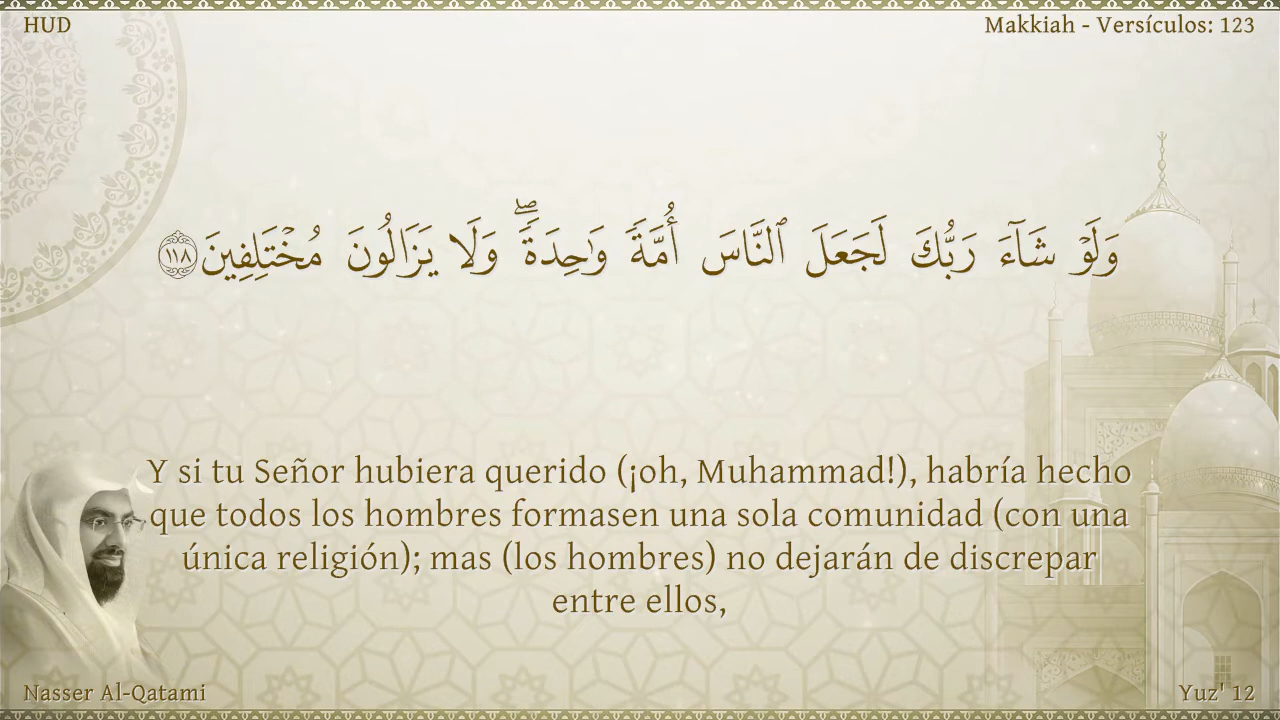 HUD
Makkiah - Versículos: 123
وَلَوْ شَآءَ رَبُّكَ لَجَعَلَ ٱلنَّاسَ أُمَّةً وَٰحِدَةً ۖ وَلَا يَزَالُونَ مُخْتَلِفِينَ ١١٨
Y si tu Señor hubiera querido (¡oh, Muhammad!), habría hecho
que todos los hombres formasen una sola comunidad (con una
única religión); mas (los hombres) no dejarán de discrepar
entre ellos,
Nasser Al-Qatami
Yuz' 12